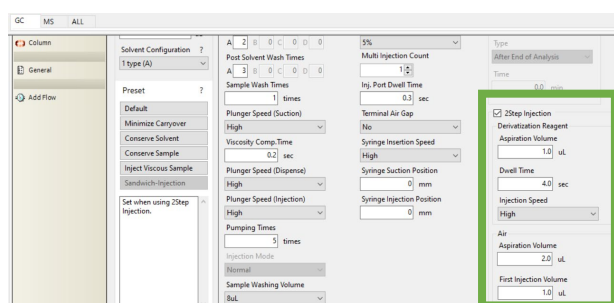 GC MS ALL
Column
General
Add Flow
Solvent Configuration ?
1 type (A)
Preset ?
Default
Minimize Carryover
Conserve Solvent
Conserve Sample
Inject Viscous Sample
Sandwich-Injection
Set when using 2Step
Injection.
A 2 B 0 C 0 D 0
Post Solvent Wash Times
A 3 B 0 C 0 D 0
Sample Wash Times
1 times
Plunger Speed (Suction)
High
Viscosity Comp.Time
0.2 sec
Plunger Speed (Dispense)
High
Plunger Speed (Injection)
High
Pumping Times
5 times
Injection Mode
Normal
Sample Washing Volume
8uL
5%
Multi Injection Count
1
Inj. Port Dwell Time
0.3 sec
Terminal Air Gap
No
Syringe Insertion Speed
High
Syringe Suction Position
0 mm
Syringe Injection Position
0 mm
Type
After End of Analysis
Time
0.0 min
2Step Injection
Derivatization Reagent
Aspiration Volume
1.0 uL
Dwell Time
4.0 sec
Injection Speed
High
Air
Aspiration Volume
2.0 uL
First Injection Volume
1.0 uL